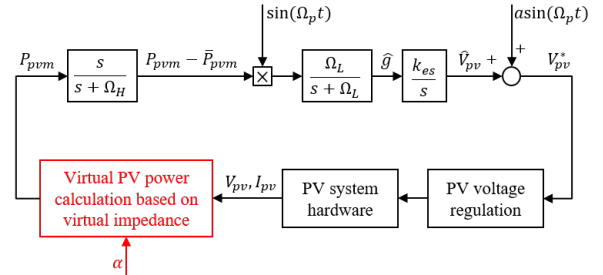 sin(Ω_p t)
asin(Ω_p t)
P_pvm
s
s + Ω_H
P_pvm − P̄_pvm
×
Ω_L
s + Ω_L
ĝ
k_es
s
V̂_pv +
+
V*_pv
Virtual PV power
calculation based on
virtual impedance
V_pv, I_pv
PV system
hardware
PV voltage
regulation
α